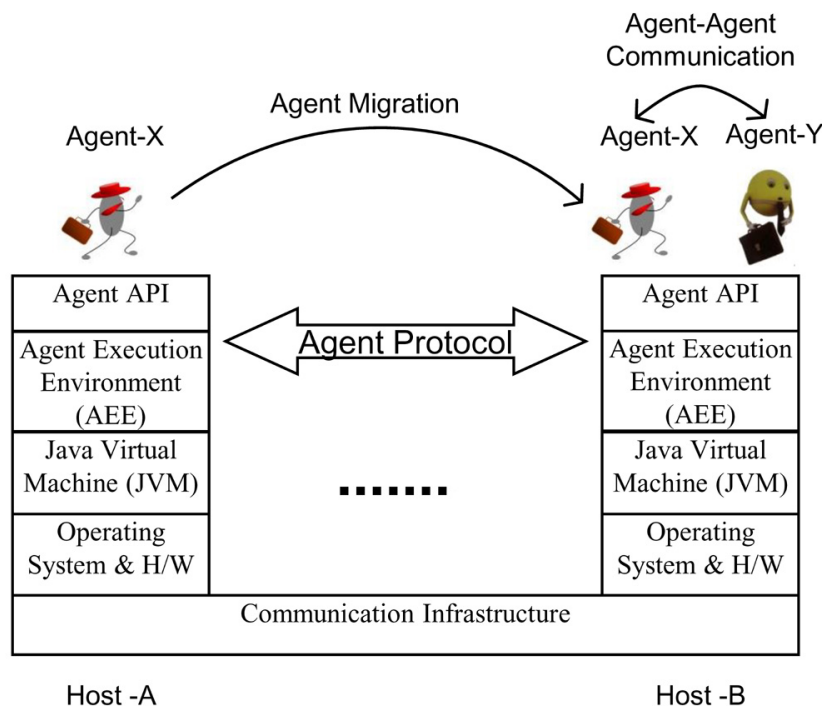 Agent-Agent
Communication
Agent Migration
Agent-X
Agent-X
Agent-Y
Agent API
Agent API
Agent Protocol
Agent Execution
Environment
(AEE)
Agent Execution
Environment
(AEE)
Java Virtual
Machine (JVM)
Java Virtual
Machine (JVM)
.......
Operating
System & H/W
Operating
System & H/W
Communication Infrastructure
Host -A
Host -B